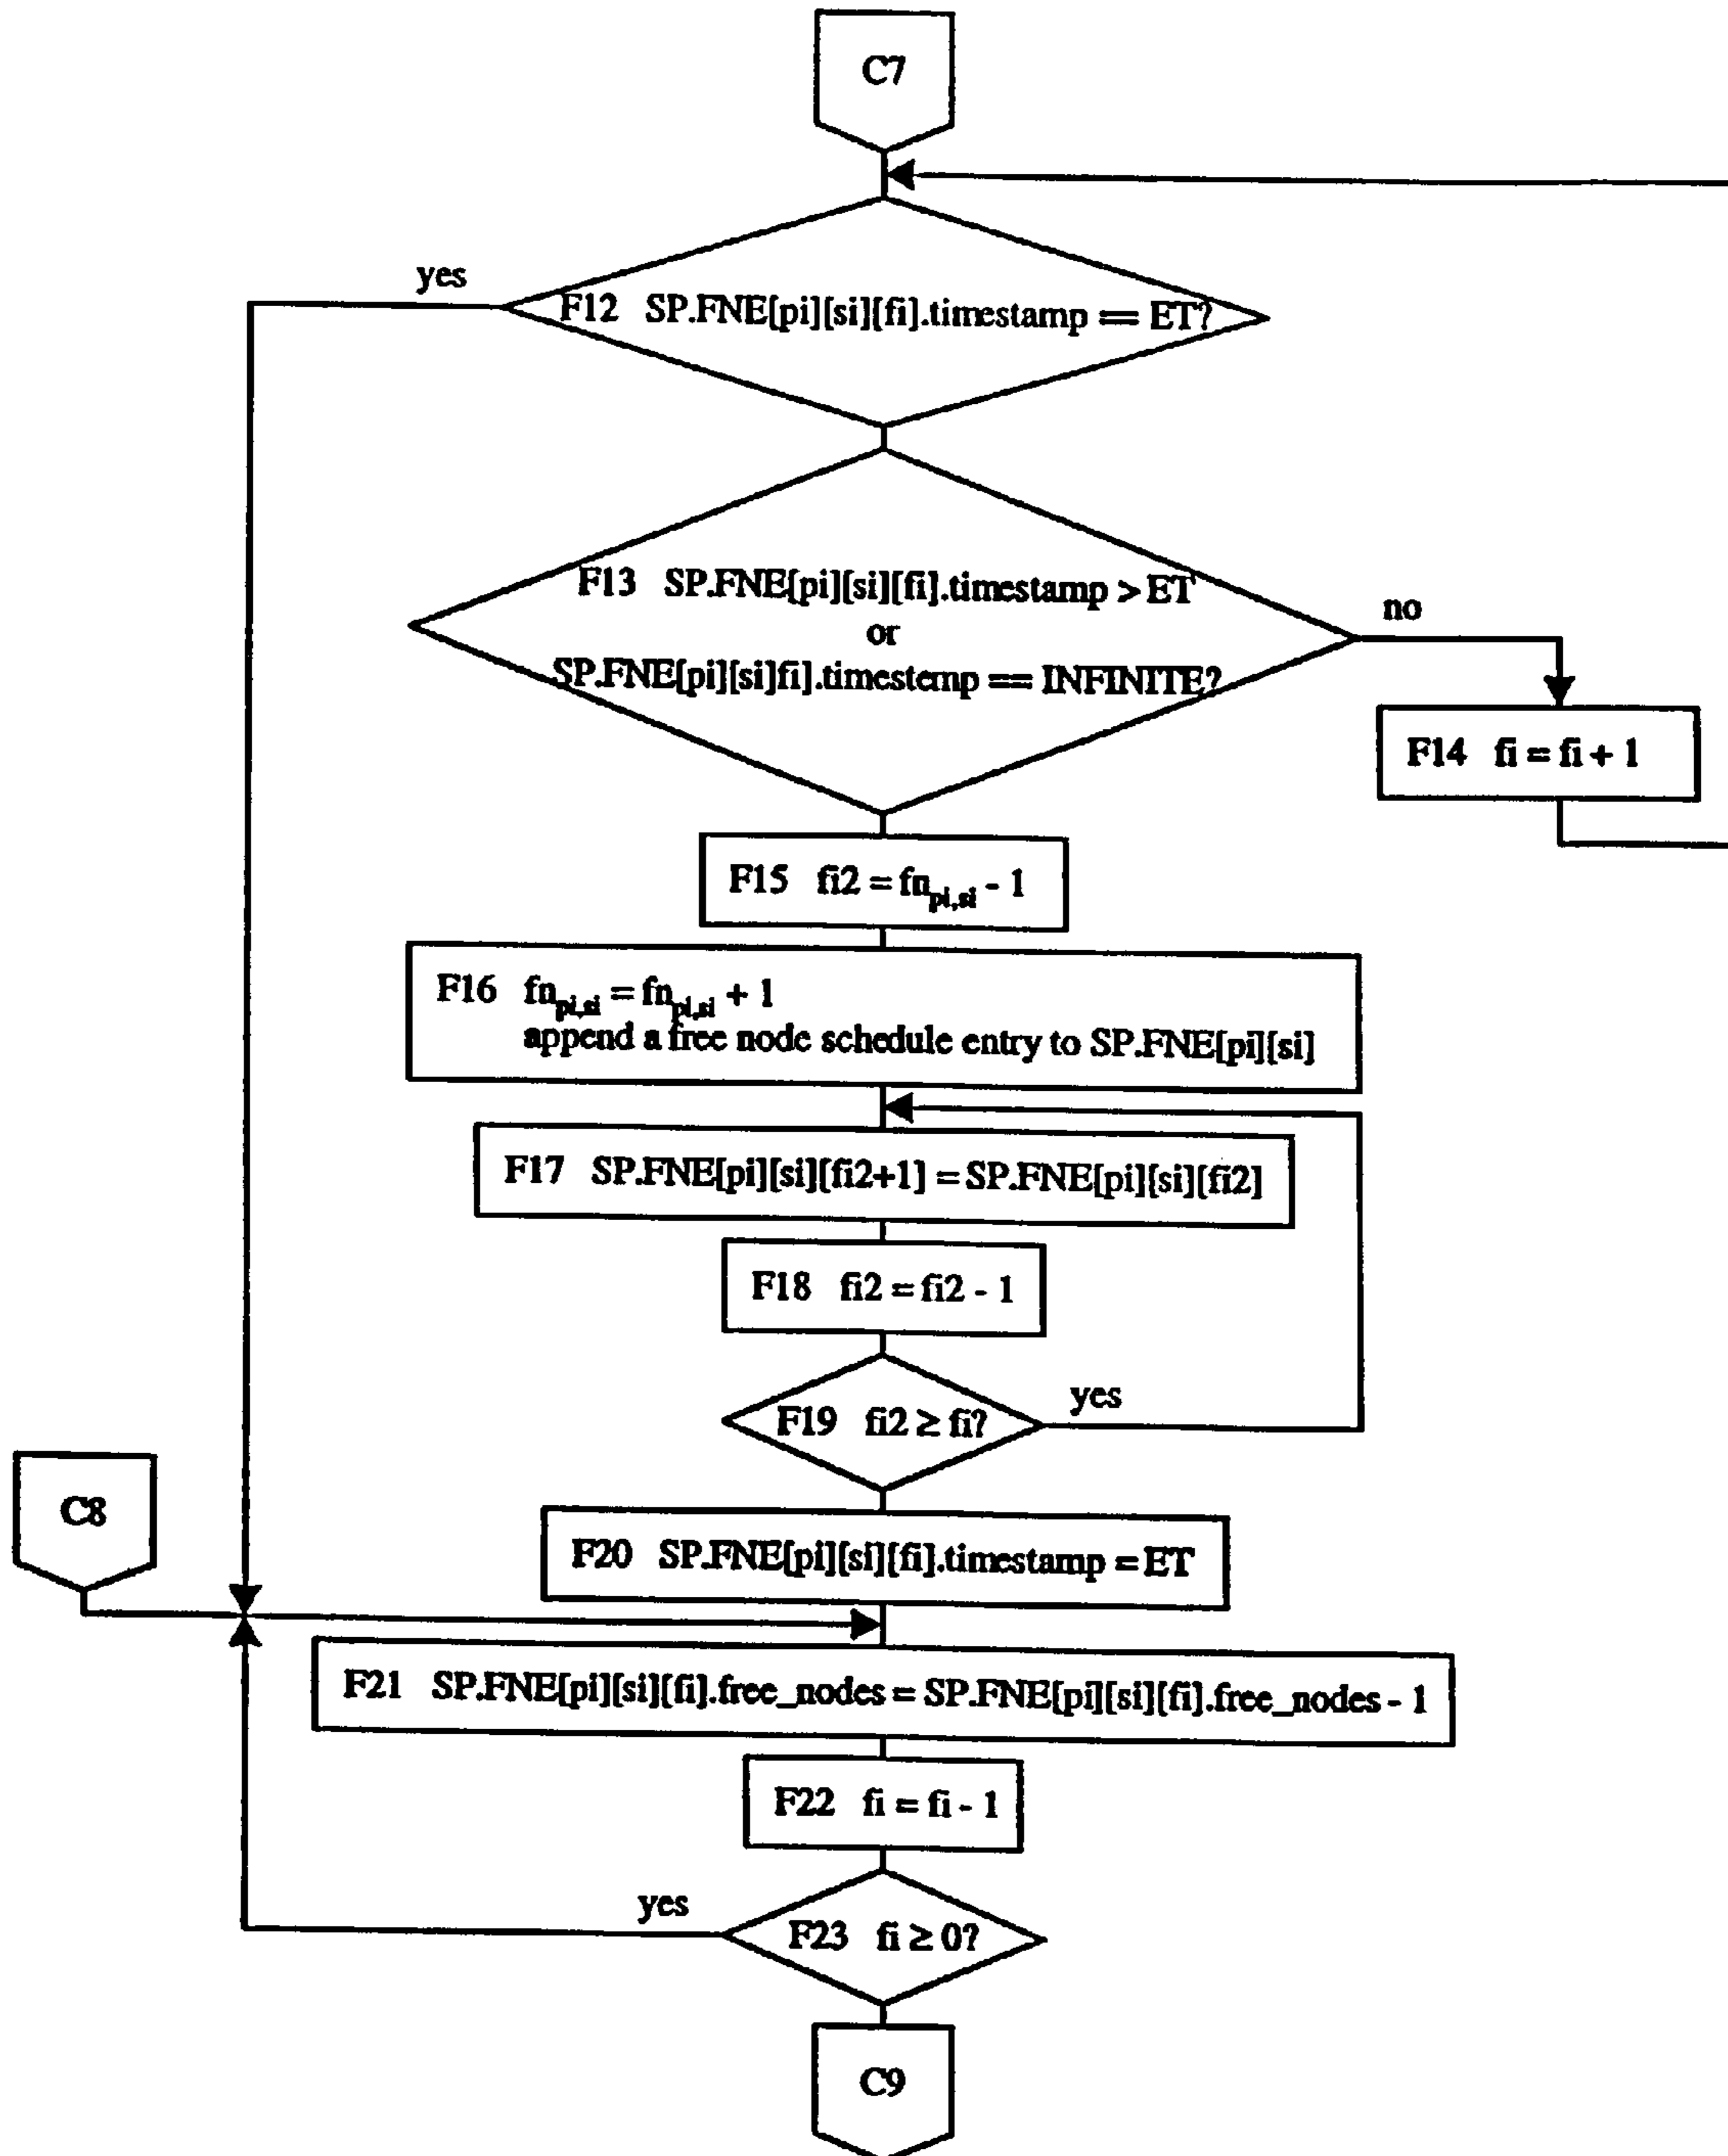 C7
yes
F12 SP.FNE[pi][si][fi].timestamp == ET?
F13 SP.FNE[pi][si][fi].timestamp > ET
or
SP.FNE[pi][si]fi].timestemp == INFINITE?
no
F14 fi = fi + 1
F15 fi2 = fn_pi,si - 1
F16 fn_pi,si = fn_pi,si + 1
append a free node schedule entry to SP.FNE[pi][si]
F17 SP.FNE[pi][si][fi2+1] = SP.FNE[pi][si][fi2]
F18 fi2 = fi2 - 1
F19 fi2 ≥ fi?
yes
C8
F20 SP.FNE[pi][si][fi].timestamp = ET
F21 SP.FNE[pi][si][fi].free_nodes = SP.FNE[pi][si][fi].free_nodes - 1
F22 fi = fi - 1
yes
F23 fi ≥ 0?
C9